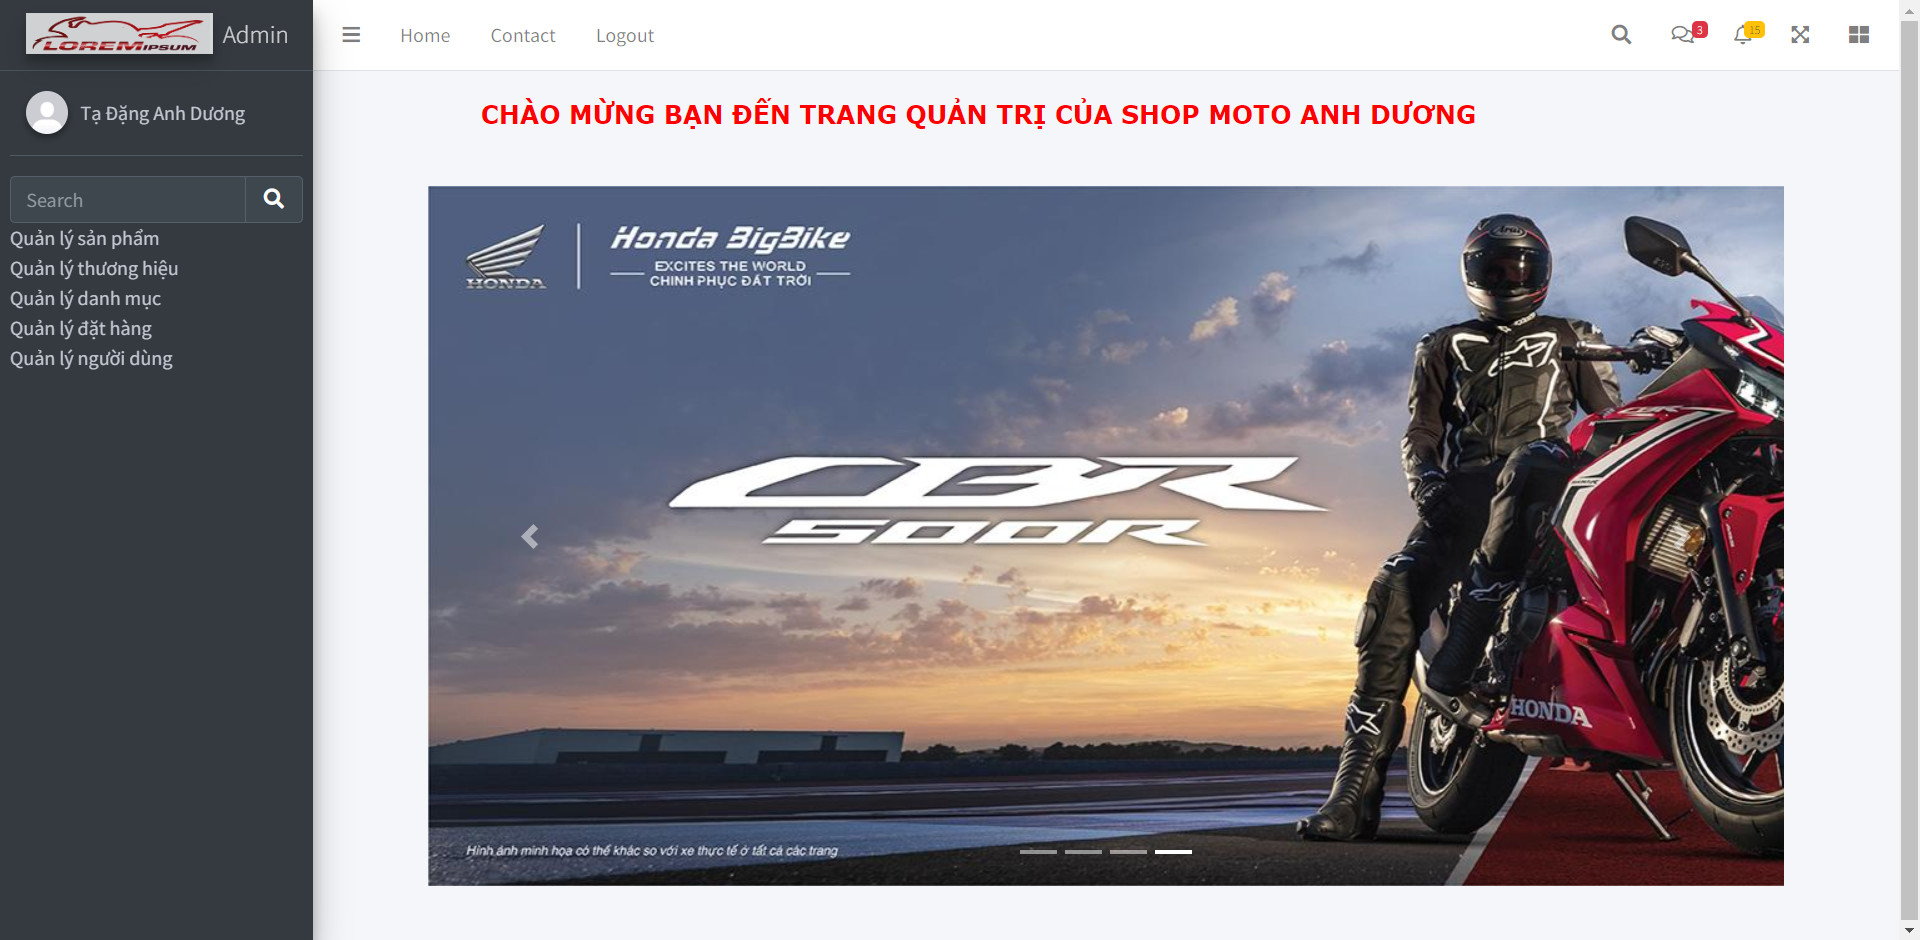 LOREM IPSUM
Admin
Home
Contact
Logout
3
15
Tạ Đặng Anh Dương
Search
Quản lý sản phẩm
Quản lý thương hiệu
Quản lý danh mục
Quản lý đặt hàng
Quản lý người dùng
CHÀO MỪNG BẠN ĐẾN TRANG QUẢN TRỊ CỦA SHOP MOTO ANH DƯƠNG
HONDA
Honda BigBike
EXCITES THE WORLD
CHINH PHỤC ĐẤT TRỜI
Arai
CBR
500R
CBR
HONDA
Hình ảnh minh họa có thể khác so với xe thực tế ở tất cả các trang